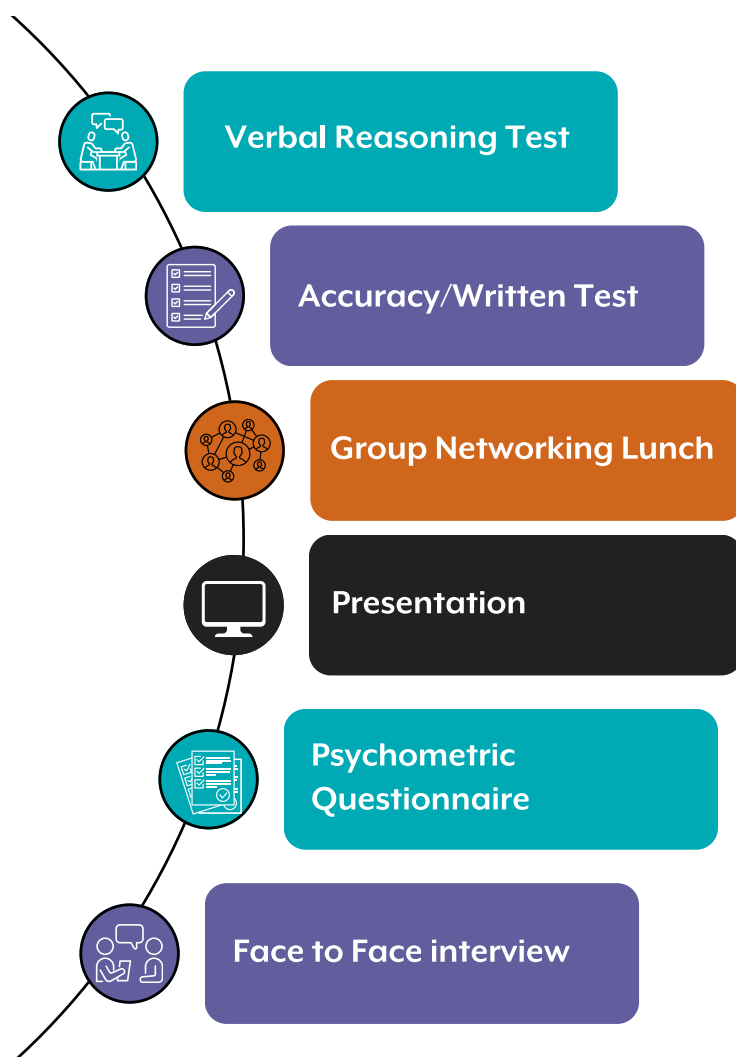 Verbal Reasoning Test
Accuracy/Written Test
Group Networking Lunch
Presentation
Psychometric
Questionnaire
Face to Face interview